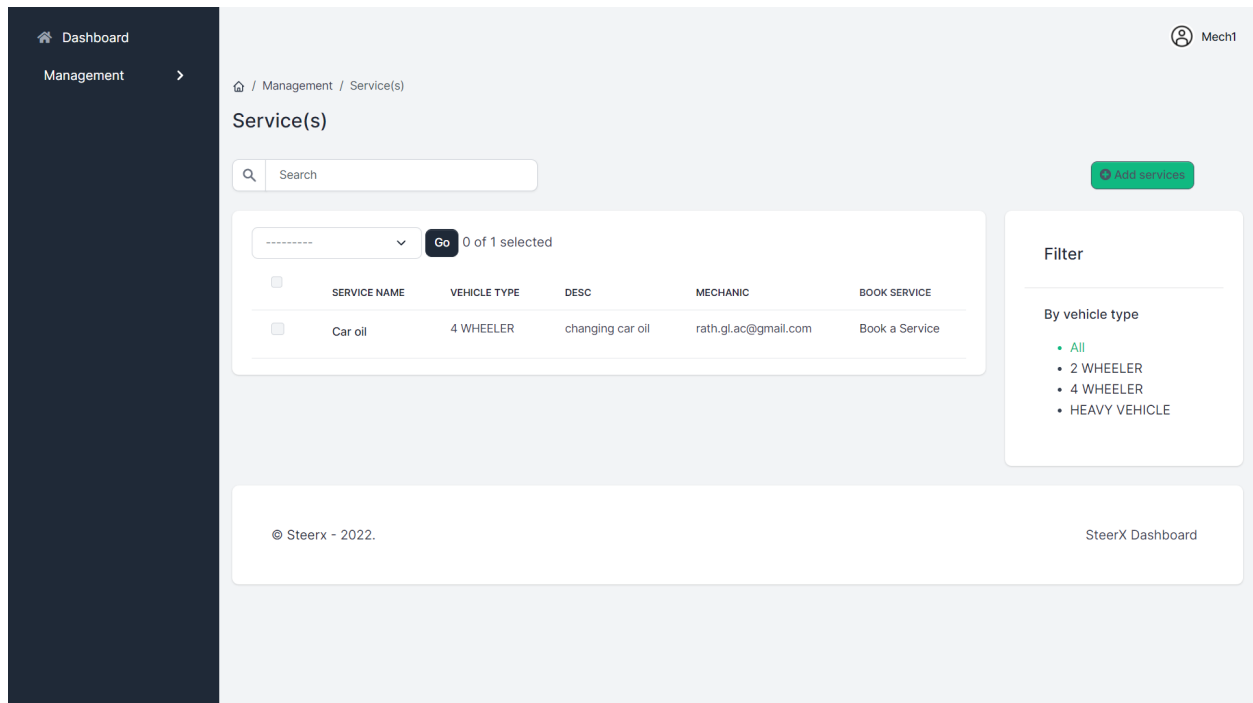 Dashboard
Mech1
Management
/ Management / Service(s)
Service(s)
Search
Add services
---------
Go
0 of 1 selected
SERVICE NAME VEHICLE TYPE DESC MECHANIC BOOK SERVICE
Car oil 4 WHEELER changing car oil rath.gl.ac@gmail.com Book a Service
Filter
By vehicle type
All
2 WHEELER
4 WHEELER
HEAVY VEHICLE
© Steerx - 2022.
SteerX Dashboard